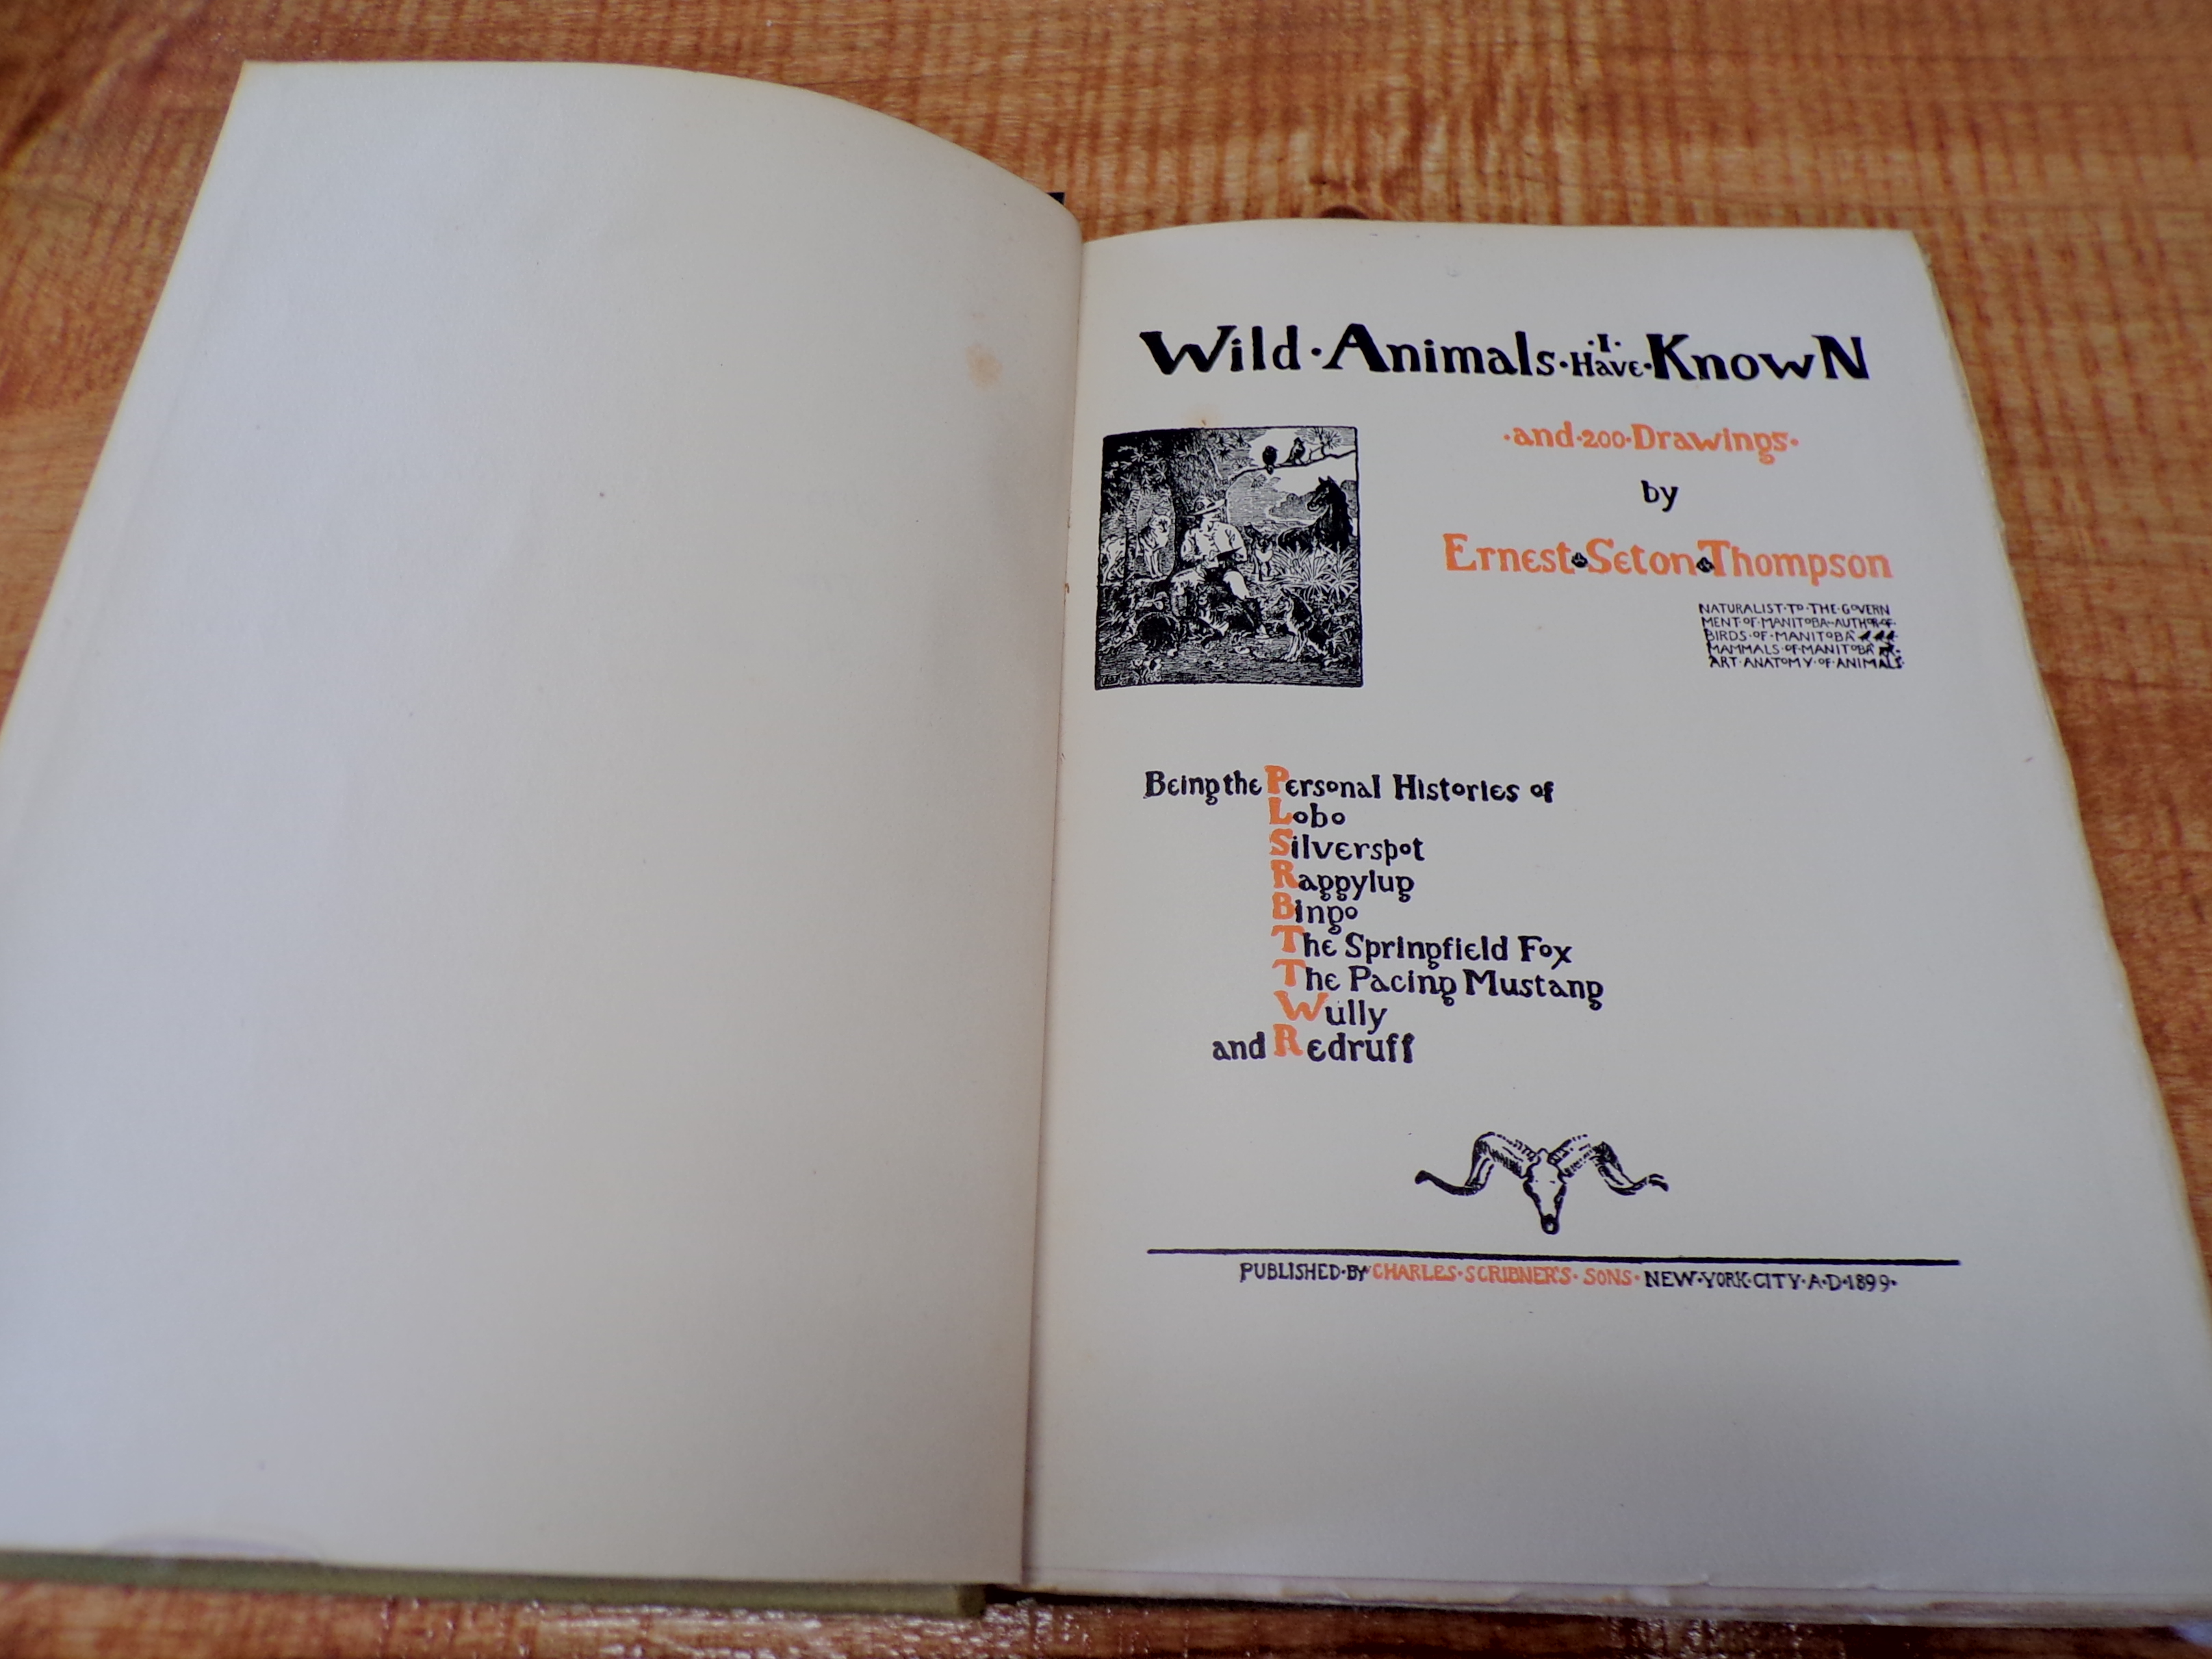 Wild·Animals·I·Have·Known
·and·200·Drawings·
by
Ernest·Seton·Thompson
NATURALIST·TO·THE·GOVERN
MENT·OF·MANITOBA·AUTHOR·OF·
BIRDS·OF·MANITOBA
MAMMALS·OF·MANITOBA
ART·ANATOMY·OF·ANIMALS·
Being the Personal Histories of
Lobo
Silverspot
Raggylug
Bingo
The Springfield Fox
The Pacing Mustang
Wully
and Redruff
PUBLISHED·BY·CHARLES·SCRIBNER'S·SONS·NEW·YORK·CITY·A·D·1899·